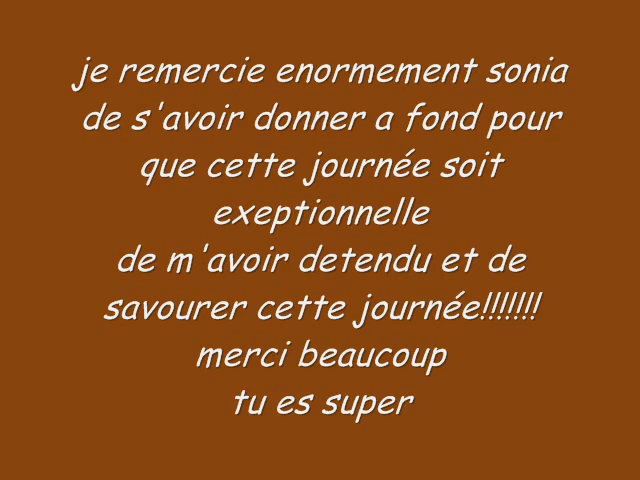 je remercie enormement sonia
de s'avoir donner a fond pour
que cette journée soit
exeptionnelle
de m'avoir detendu et de
savourer cette journée!!!!!!!
merci beaucoup
tu es super